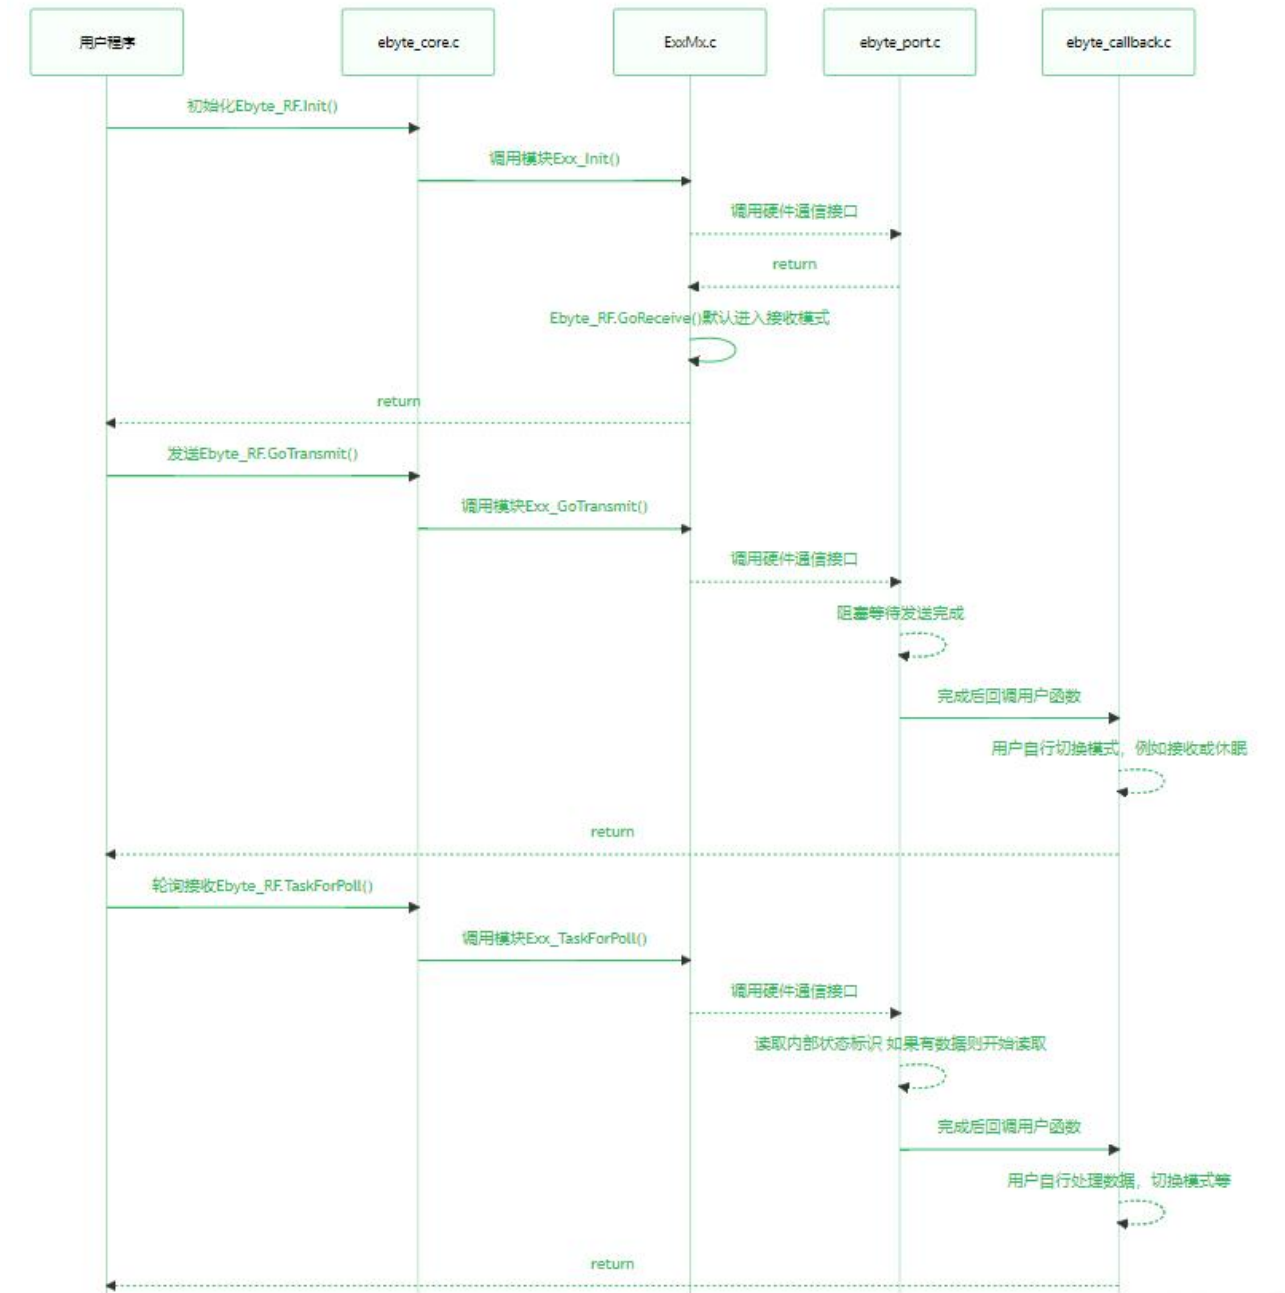 用户程序
ebyte_core.c
ExxMx.c
ebyte_port.c
ebyte_callback.c
初始化Ebyte_RF.Init()
调用模块Exx_Init()
调用硬件通信接口
return
Ebyte_RF.GoReceive()默认进入接收模式
return
发送Ebyte_RF.GoTransmit()
调用模块Exx_GoTransmit()
调用硬件通信接口
阻塞等待发送完成
完成后回调用户函数
用户自行切换模式，例如接收或休眠
return
轮询接收Ebyte_RF.TaskForPoll()
调用模块Exx_TaskForPoll()
调用硬件通信接口
读取内部状态标识 如果有数据则开始读取
完成后回调用户函数
用户自行处理数据，切换模式等
return